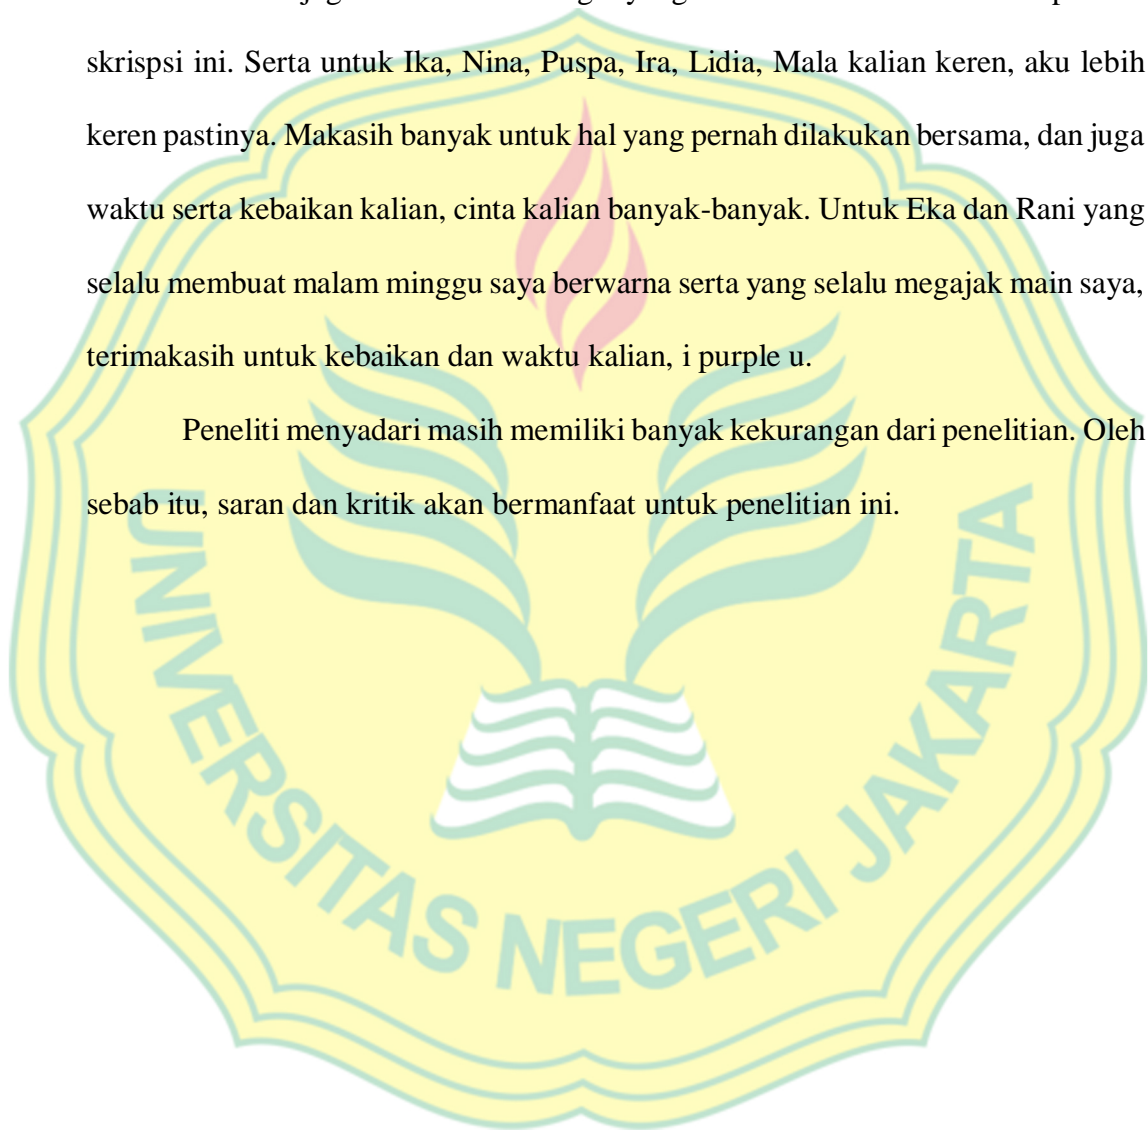 skrispsi ini. Serta untuk Ika, Nina, Puspa, Ira, Lidia, Mala kalian keren, aku lebih
keren pastinya. Makasih banyak untuk hal yang pernah dilakukan bersama, dan juga
waktu serta kebaikan kalian, cinta kalian banyak-banyak. Untuk Eka dan Rani yang
selalu membuat malam minggu saya berwarna serta yang selalu megajak main saya,
terimakasih untuk kebaikan dan waktu kalian, i purple u.
Peneliti menyadari masih memiliki banyak kekurangan dari penelitian. Oleh
sebab itu, saran dan kritik akan bermanfaat untuk penelitian ini.
UNIVERSITAS NEGERI JAKARTA